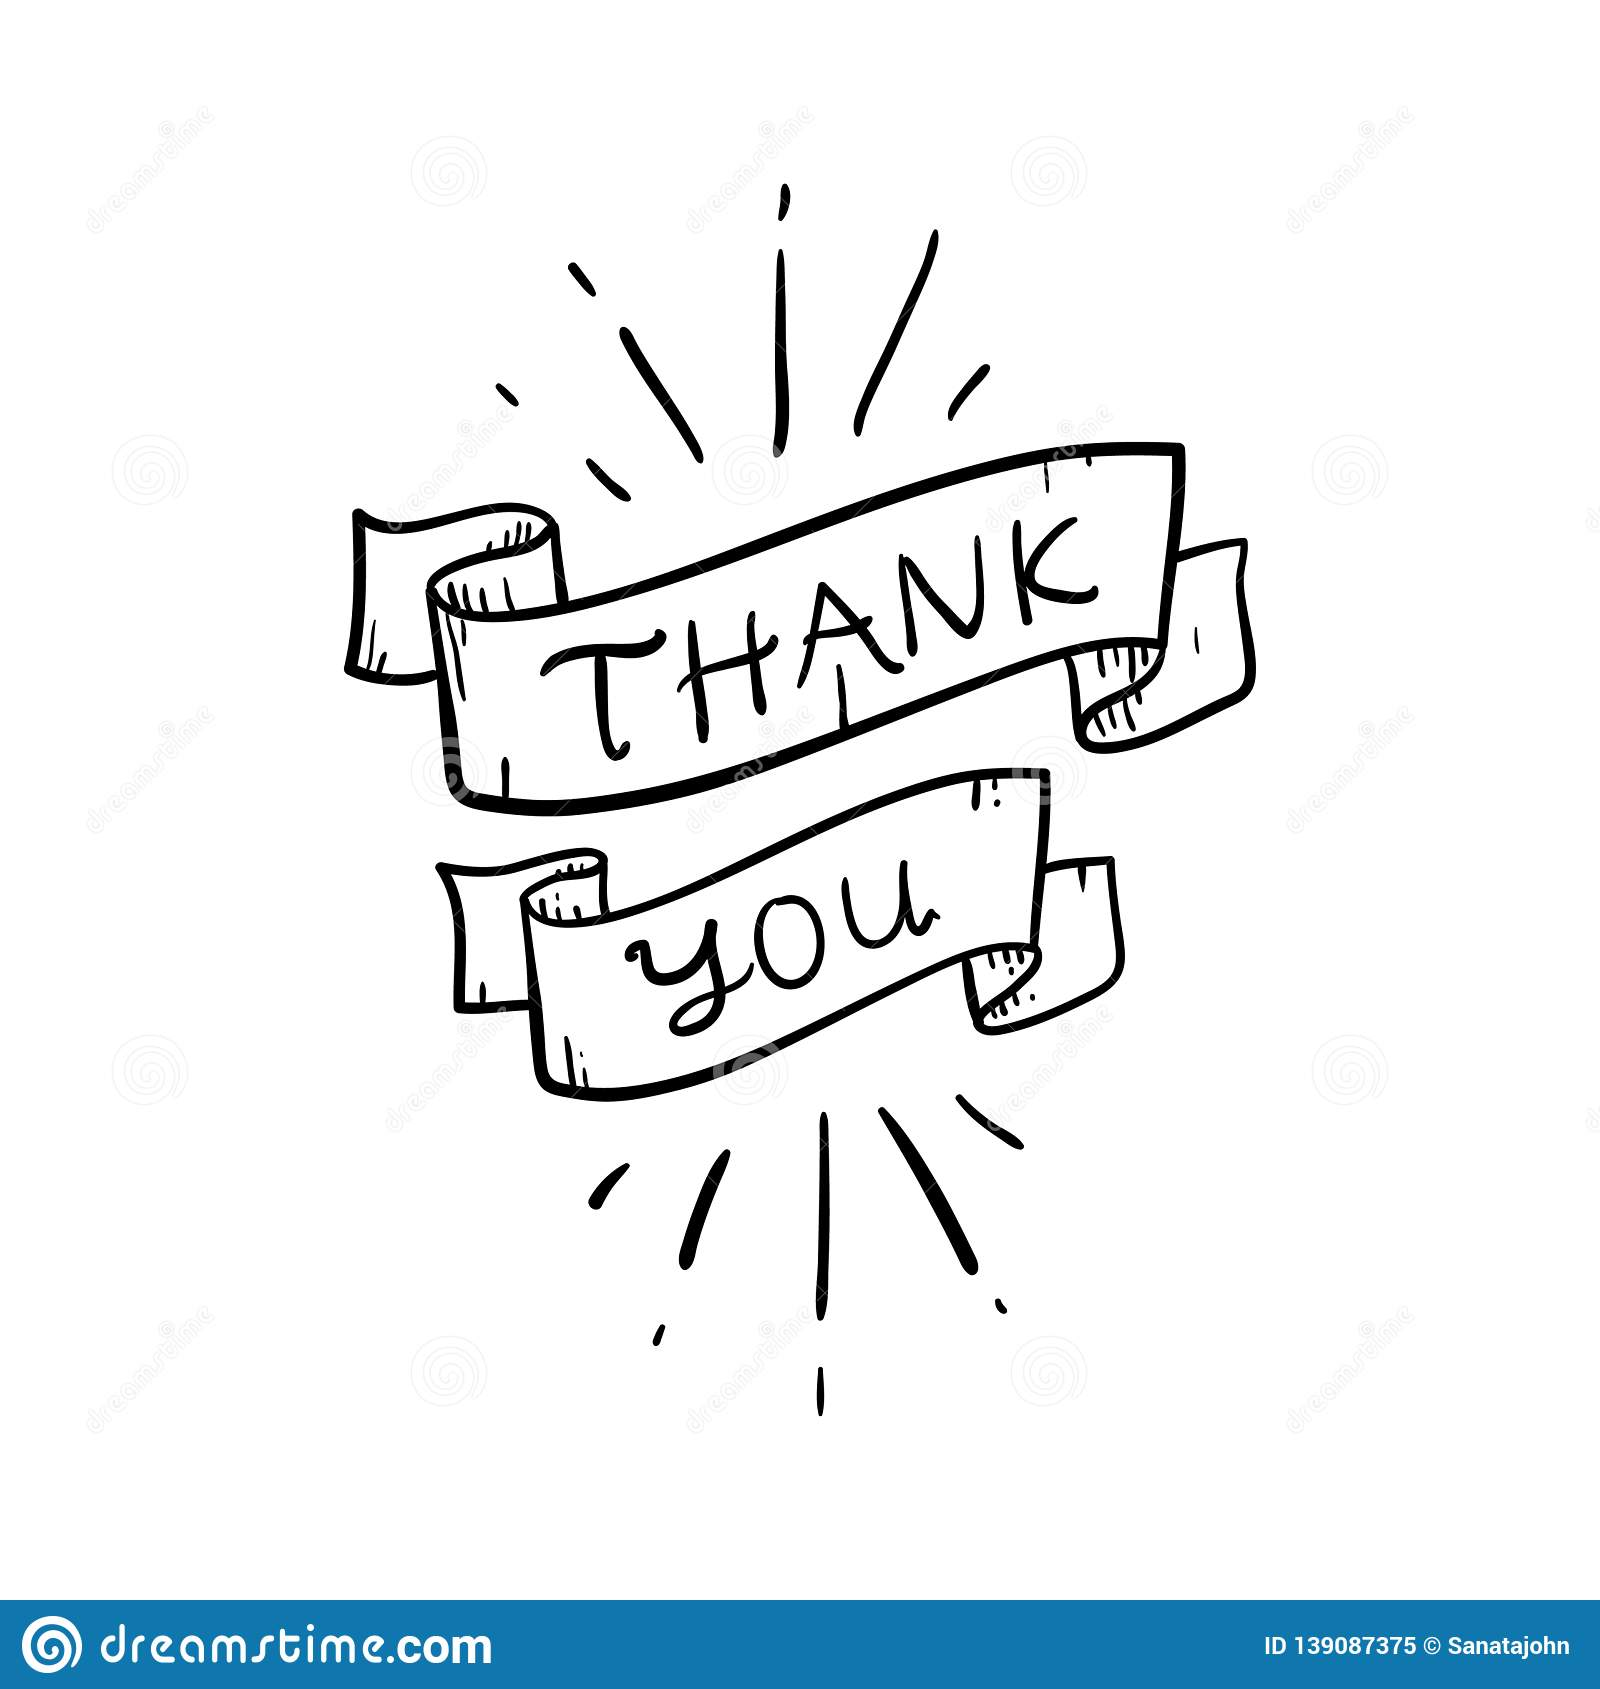 THANK
YOU
dreamstime.com
ID 139087375 © Sanatajohn